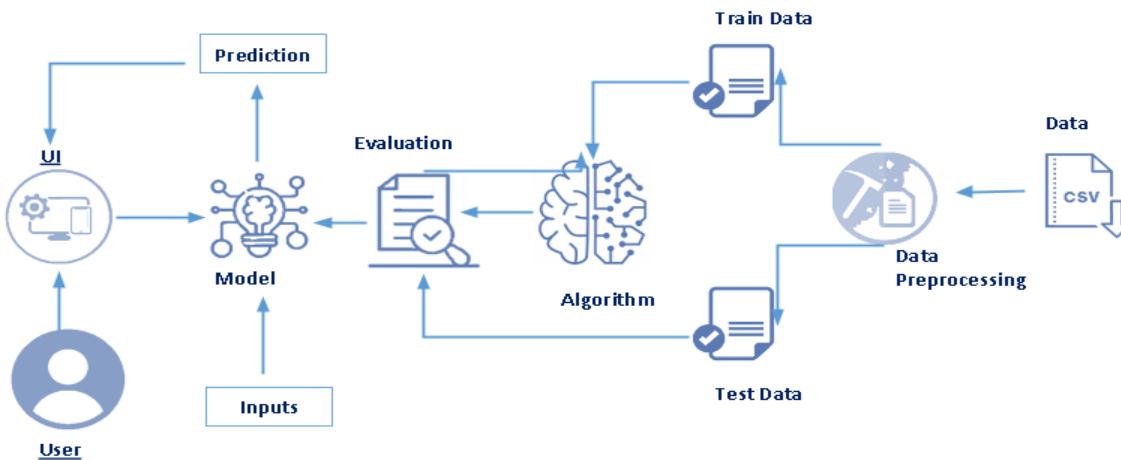 Train Data
Prediction
Data
Evaluation
UI
CSV
Model
Data
Preprocessing
Algorithm
Inputs
Test Data
User